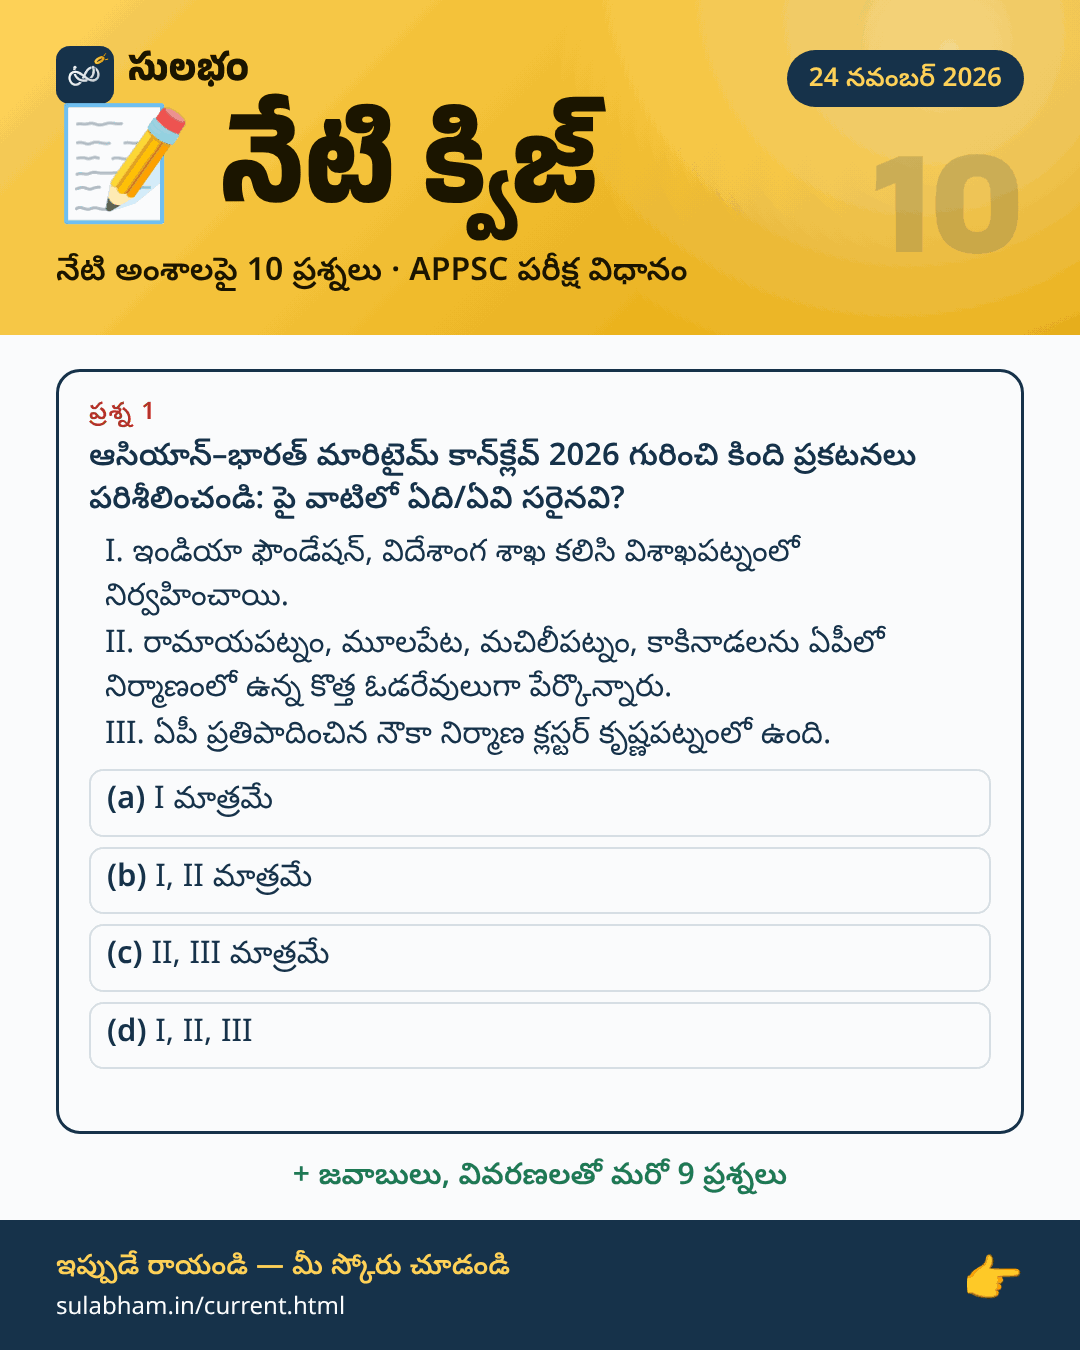 సులభం
24 నవంబర్ 2026
నేటి క్విజ్
10
నేటి అంశాలపై 10 ప్రశ్నలు · APPSC పరీక్ష విధానం
ప్రశ్న 1
ఆసియాన్–భారత్ మారిటైమ్ కాన్‌క్లేవ్ 2026 గురించి కింది ప్రకటనలు
పరిశీలించండి: పై వాటిలో ఏది/ఏవి సరైనవి?
I. ఇండియా ఫౌండేషన్, విదేశాంగ శాఖ కలిసి విశాఖపట్నంలో
నిర్వహించాయి.
II. రామాయపట్నం, మూలపేట, మచిలీపట్నం, కాకినాడలను ఏపీలో
నిర్మాణంలో ఉన్న కొత్త ఓడరేవులుగా పేర్కొన్నారు.
III. ఏపీ ప్రతిపాదించిన నౌకా నిర్మాణ క్లస్టర్ కృష్ణపట్నంలో ఉంది.
(a) I మాత్రమే
(b) I, II మాత్రమే
(c) II, III మాత్రమే
(d) I, II, III
+ జవాబులు, వివరణలతో మరో 9 ప్రశ్నలు
ఇప్పుడే రాయండి — మీ స్కోరు చూడండి
sulabham.in/current.html